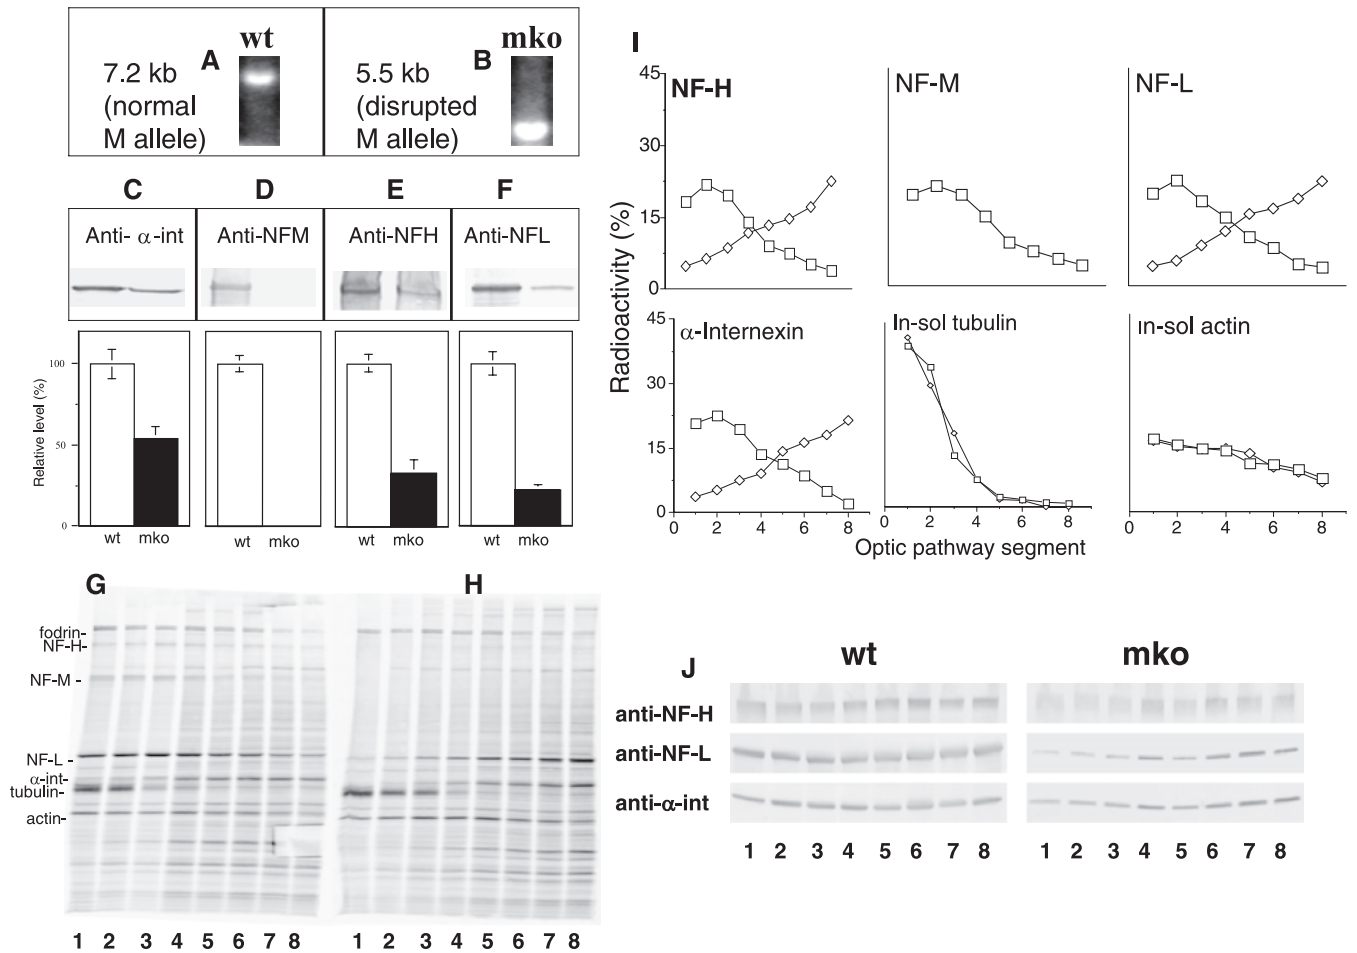 wt
A
7.2 kb
(normal
M allele)
mko
B
5.5 kb
(disrupted
M allele)
C
D
E
F
Anti- α-int
Anti-NFM
Anti-NFH
Anti-NFL
Relative level (%)
100
50
0
wt mko
wt mko
wt mko
wt mko
G
H
fodrin-
NF-H-
NF-M -
NF-L -
α-int-
tubulin-
actin-
1 2 3 4 5 6 7 8
1 2 3 4 5 6 7 8
I
Radioactivity (%)
45
30
15
0
NF-H
NF-M
NF-L
45
30
15
0
α-Internexin
In-sol tubulin
in-sol actin
0 2 4 6 8
0 2 4 6 8
0 2 4 6 8
Optic pathway segment
J
wt
mko
anti-NF-H
anti-NF-L
anti-α-int
1 2 3 4 5 6 7 8
1 2 3 4 5 6 7 8